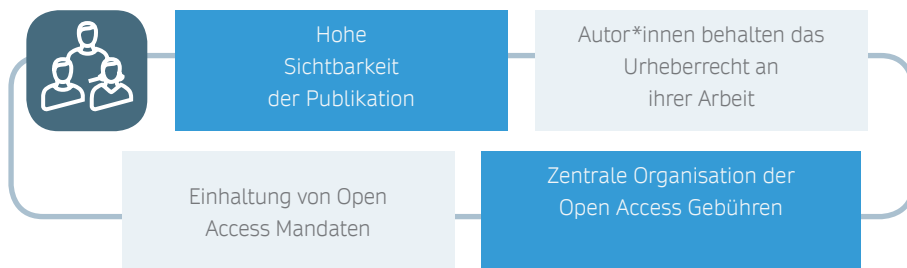 Hohe
Sichtbarkeit
der Publikation
Autor*innen behalten das
Urheberrecht an
ihrer Arbeit
Einhaltung von Open
Access Mandaten
Zentrale Organisation der
Open Access Gebühren